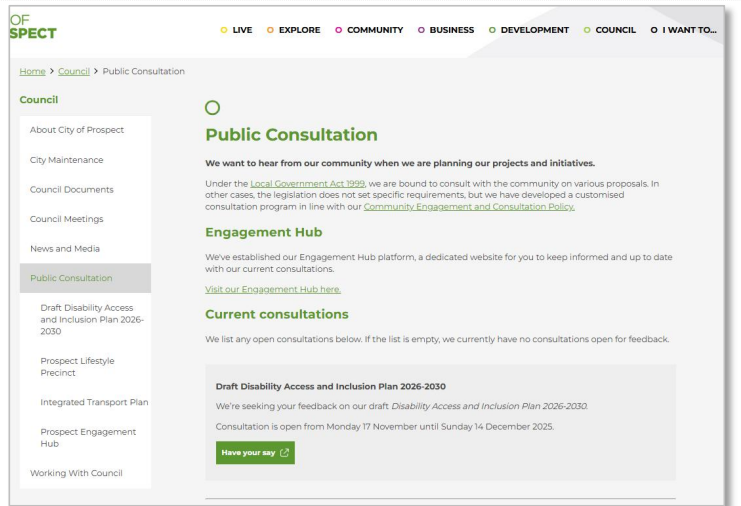 OF
SPECT
LIVE EXPLORE COMMUNITY BUSINESS DEVELOPMENT COUNCIL I WANT TO...
Home > Council > Public Consultation
Council
About City of Prospect
City Maintenance
Council Documents
Council Meetings
News and Media
Public Consultation
Draft Disability Access
and Inclusion Plan 2026-
2030
Prospect Lifestyle
Precinct
Integrated Transport Plan
Prospect Engagement
Hub
Working With Council
Public Consultation
We want to hear from our community when we are planning our projects and initiatives.
Under the Local Government Act 1999, we are bound to consult with the community on various proposals. In
other cases, the legislation does not set specific requirements, but we have developed a customised
consultation program in line with our Community Engagement and Consultation Policy.
Engagement Hub
We've established our Engagement Hub platform, a dedicated website for you to keep informed and up to date
with our current consultations.
Visit our Engagement Hub here.
Current consultations
We list any open consultations below. If the list is empty, we currently have no consultations open for feedback.
Draft Disability Access and Inclusion Plan 2026-2030
We're seeking your feedback on our draft Disability Access and Inclusion Plan 2026-2030.
Consultation is open from Monday 17 November until Sunday 14 December 2025.
Have your say